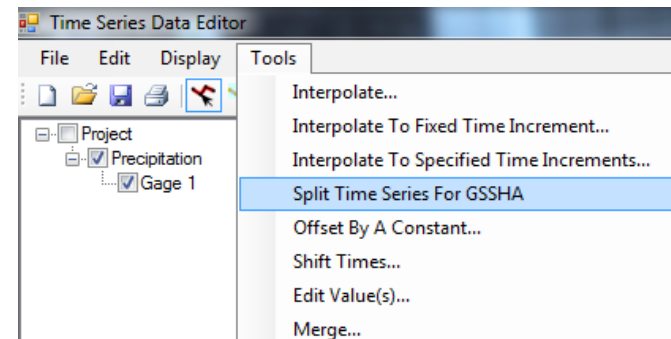 Time Series Data Editor
File Edit Display Tools
Interpolate...
Project
Interpolate To Fixed Time Increment...
Precipitation
Interpolate To Specified Time Increments...
Gage 1
Split Time Series For GSSHA
Offset By A Constant...
Shift Times...
Edit Value(s)...
Merge...